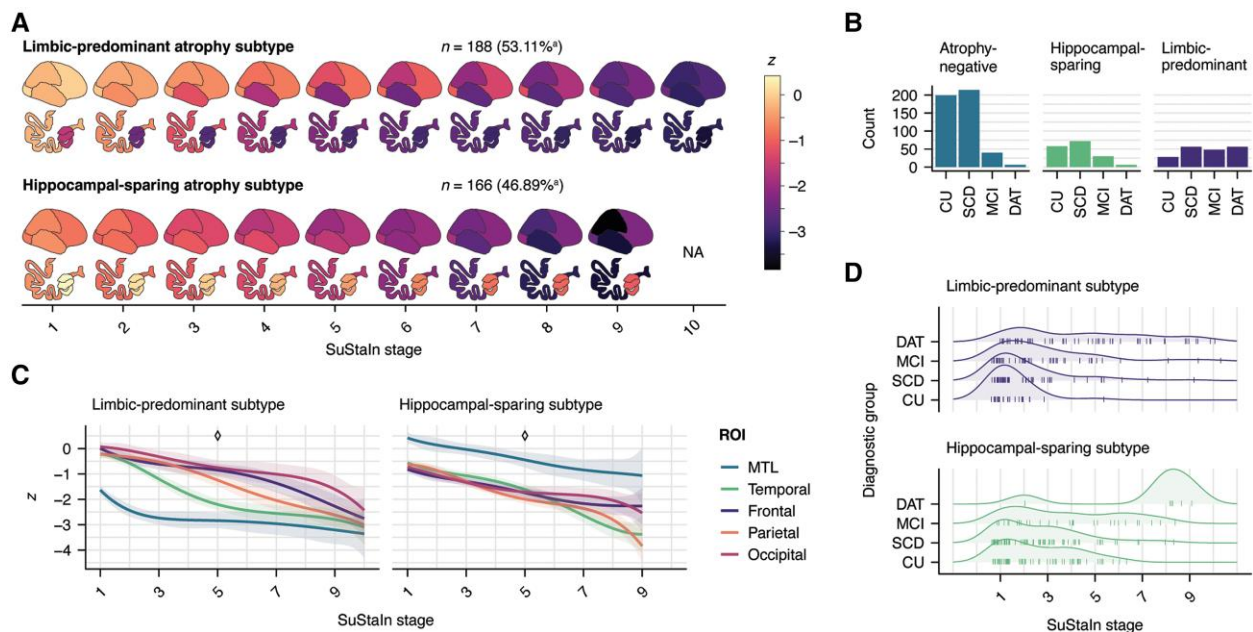 A
Limbic-predominant atrophy subtype
n = 188 (53.11%ª)
Hippocampal-sparing atrophy subtype
n = 166 (46.89%ª)
NA
1 2 3 4 5 6 7 8 9 10
SuStaIn stage
z
0
−1
−2
−3
B
Atrophy-negative
Hippocampal-sparing
Limbic-predominant
Count
200
150
100
50
0
CU SCD MCI DAT
CU SCD MCI DAT
CU SCD MCI DAT
C
Limbic-predominant subtype
Hippocampal-sparing subtype
z
0
−1
−2
−3
−4
1 3 5 7 9
1 3 5 7 9
SuStaIn stage
ROI
MTL
Temporal
Frontal
Parietal
Occipital
D
Limbic-predominant subtype
DAT
MCI
SCD
CU
Diagnostic group
Hippocampal-sparing subtype
DAT
MCI
SCD
CU
1 3 5 7 9
SuStaIn stage